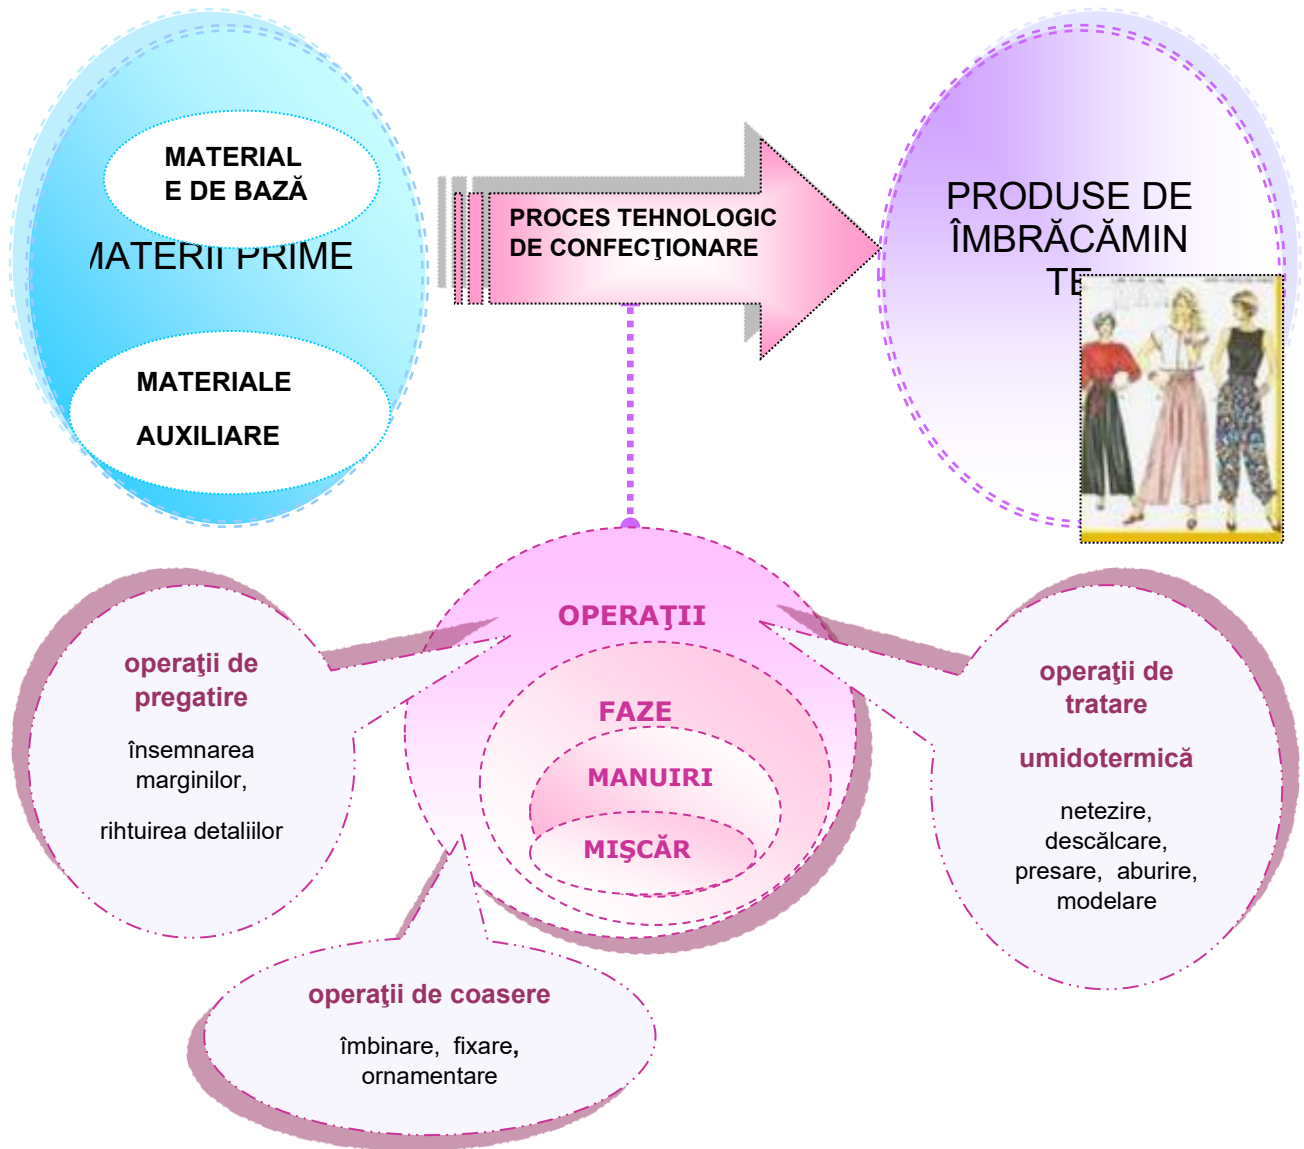 MATERIAL
E DE BAZĂ
MATERII PRIME
MATERIALE
AUXILIARE
PROCES TEHNOLOGIC
DE CONFECŢIONARE
PRODUSE DE
ÎMBRĂCĂMIN
TE
OPERAŢII
FAZE
MANUIRI
MIŞCĂR
operaţii de
pregatire
însemnarea
marginilor,
rihtuirea detaliilor
operaţii de
tratare
umidotermică
netezire,
descălcare,
presare, aburire,
modelare
operaţii de coasere
îmbinare, fixare,
ornamentare